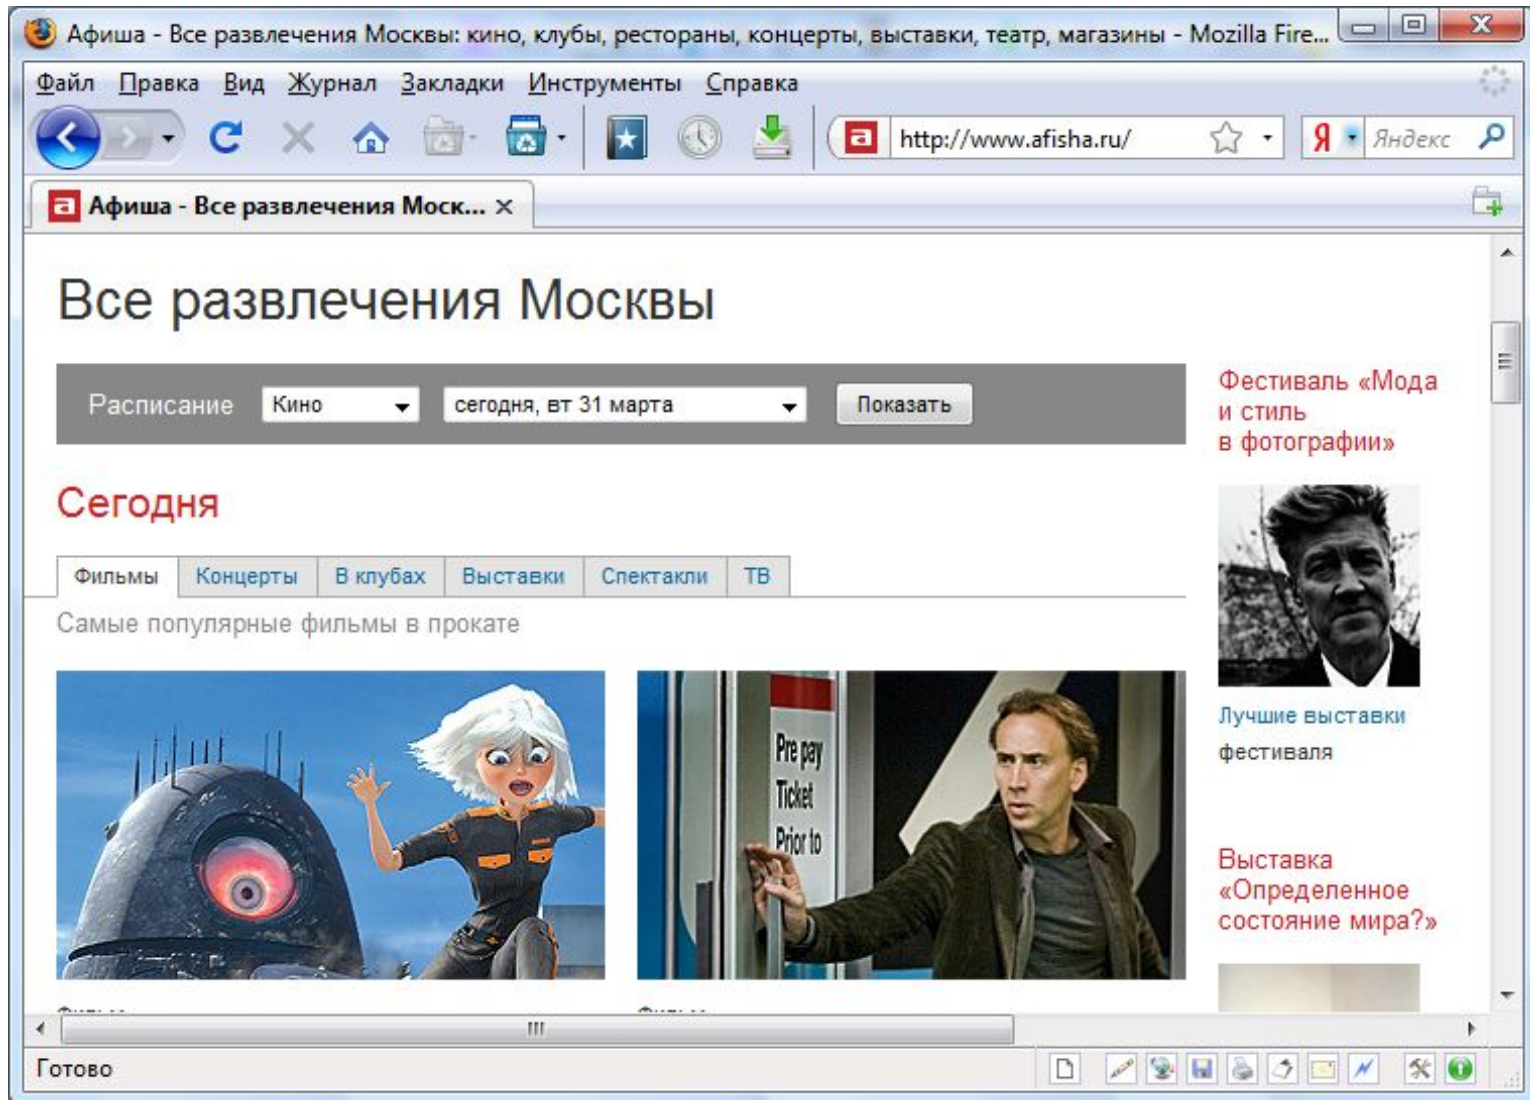 Афиша - Все развлечения Москвы: кино, клубы, рестораны, концерты, выставки, театр, магазины - Mozilla Fire...
Файл Правка Вид Журнал Закладки Инструменты Справка
http://www.afisha.ru/ Я Яндекс
Афиша - Все развлечения Моск...
Все развлечения Москвы
Расписание Кино сегодня, вт 31 марта Показать
Сегодня
Фильмы Концерты В клубах Выставки Спектакли ТВ
Самые популярные фильмы в прокате
Pre pay
Ticket
Prior to
Фестиваль «Мода
и стиль
в фотографии»
Лучшие выставки
фестиваля
Выставка
«Определенное
состояние мира?»
Готово